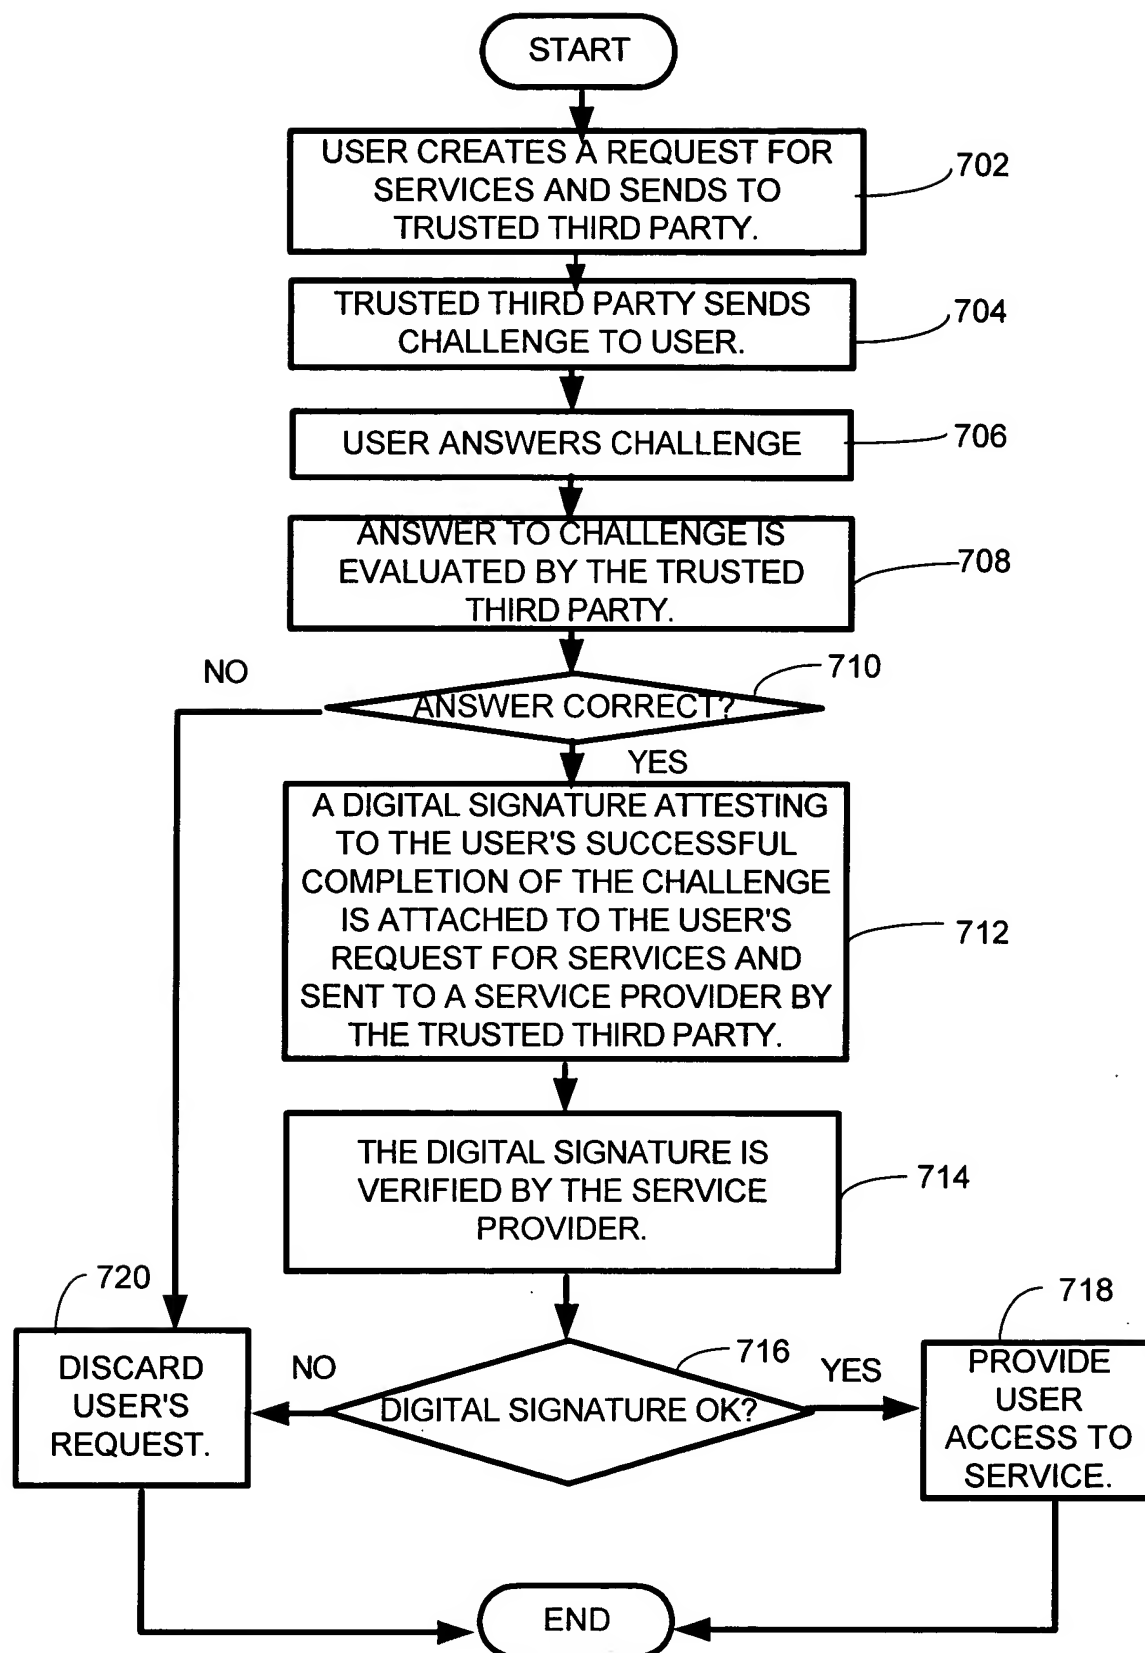 START
USER CREATES A REQUEST FOR
SERVICES AND SENDS TO
TRUSTED THIRD PARTY.
702
TRUSTED THIRD PARTY SENDS
CHALLENGE TO USER.
704
USER ANSWERS CHALLENGE
706
ANSWER TO CHALLENGE IS
EVALUATED BY THE TRUSTED
THIRD PARTY.
708
NO
710
ANSWER CORRECT?
YES
A DIGITAL SIGNATURE ATTESTING
TO THE USER'S SUCCESSFUL
COMPLETION OF THE CHALLENGE
IS ATTACHED TO THE USER'S
REQUEST FOR SERVICES AND
SENT TO A SERVICE PROVIDER BY
THE TRUSTED THIRD PARTY.
712
THE DIGITAL SIGNATURE IS
VERIFIED BY THE SERVICE
PROVIDER.
714
720
DISCARD
USER'S
REQUEST.
NO
716
DIGITAL SIGNATURE OK?
YES
718
PROVIDE
USER
ACCESS TO
SERVICE.
END